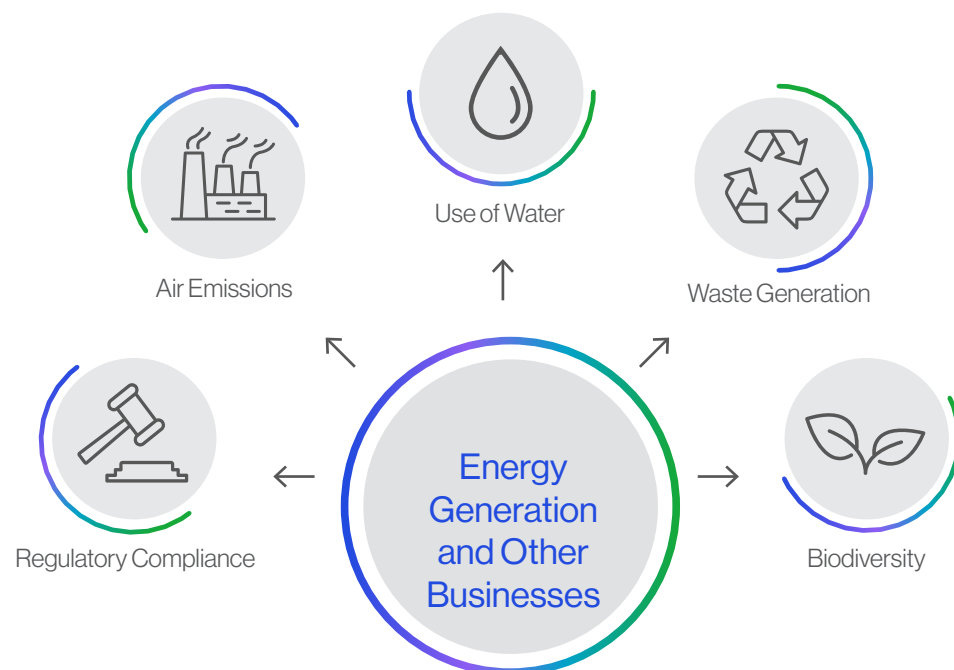 Use of Water
Air Emissions
Waste Generation
Regulatory Compliance
Energy
Generation
and Other
Businesses
Biodiversity